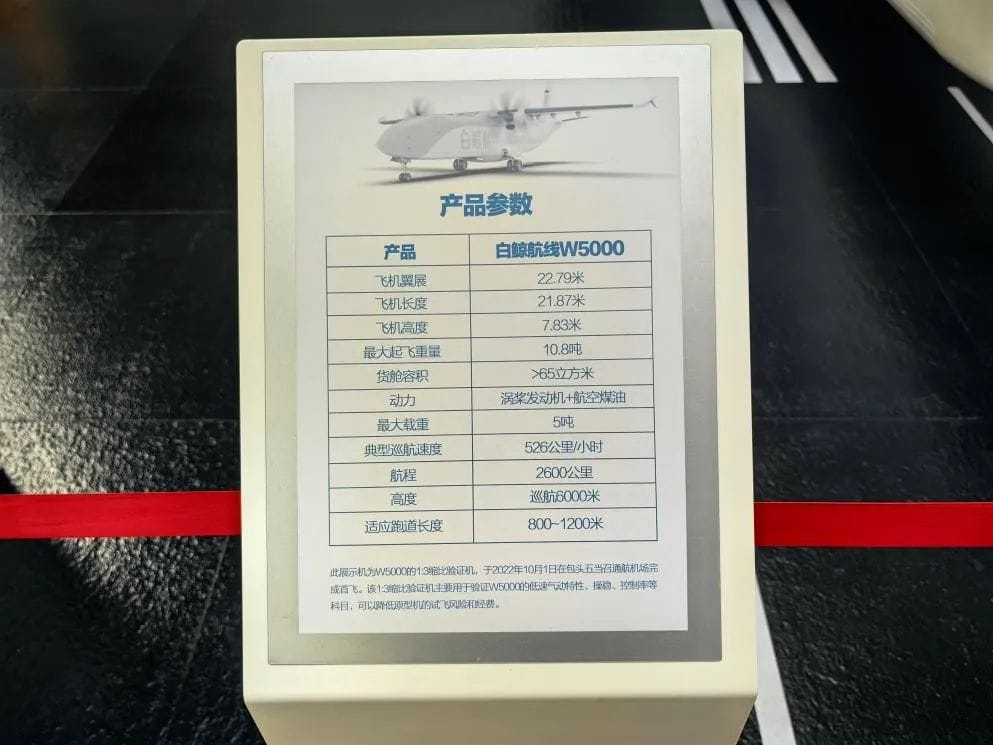 白鲸航
产品参数
产品 白鲸航线W5000
飞机翼展 22.79米
飞机长度 21.87米
飞机高度 7.83米
最大起飞重量 10.8吨
货舱容积 >65立方米
动力 涡桨发动机+航空煤油
最大载重 5吨
典型巡航速度 526公里/小时
航程 2600公里
高度 巡航6000米
适应跑道长度 800~1200米
此展示机为W5000的1:3缩比验证机，于2022年10月1日在包头五当召通航机场完
成首飞。该1:3缩比验证机主要用于验证W5000的低速气动特性、操稳、控制率等
科目，可以降低原型机的试飞风险和经费。